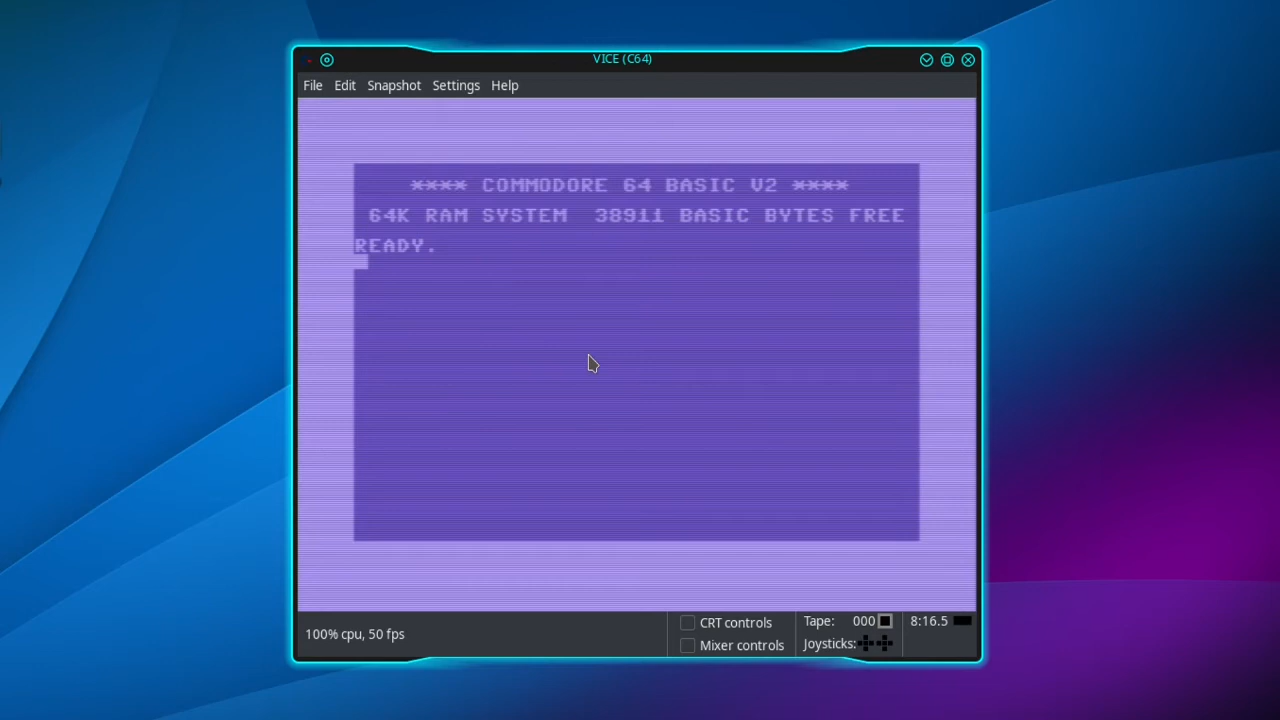 VICE (C64)
File Edit Snapshot Settings Help
**** COMMODORE 64 BASIC V2 ****
64K RAM SYSTEM 38911 BASIC BYTES FREE
READY.
100% cpu, 50 fps
CRT controls
Mixer controls
Tape: 000
Joysticks:
8:16.5